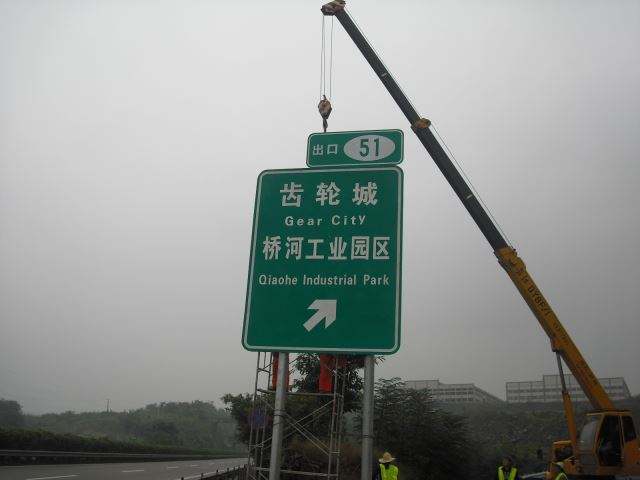 出口 51
齿轮城
Gear City
桥河工业园区
Qiaohe Industrial Park